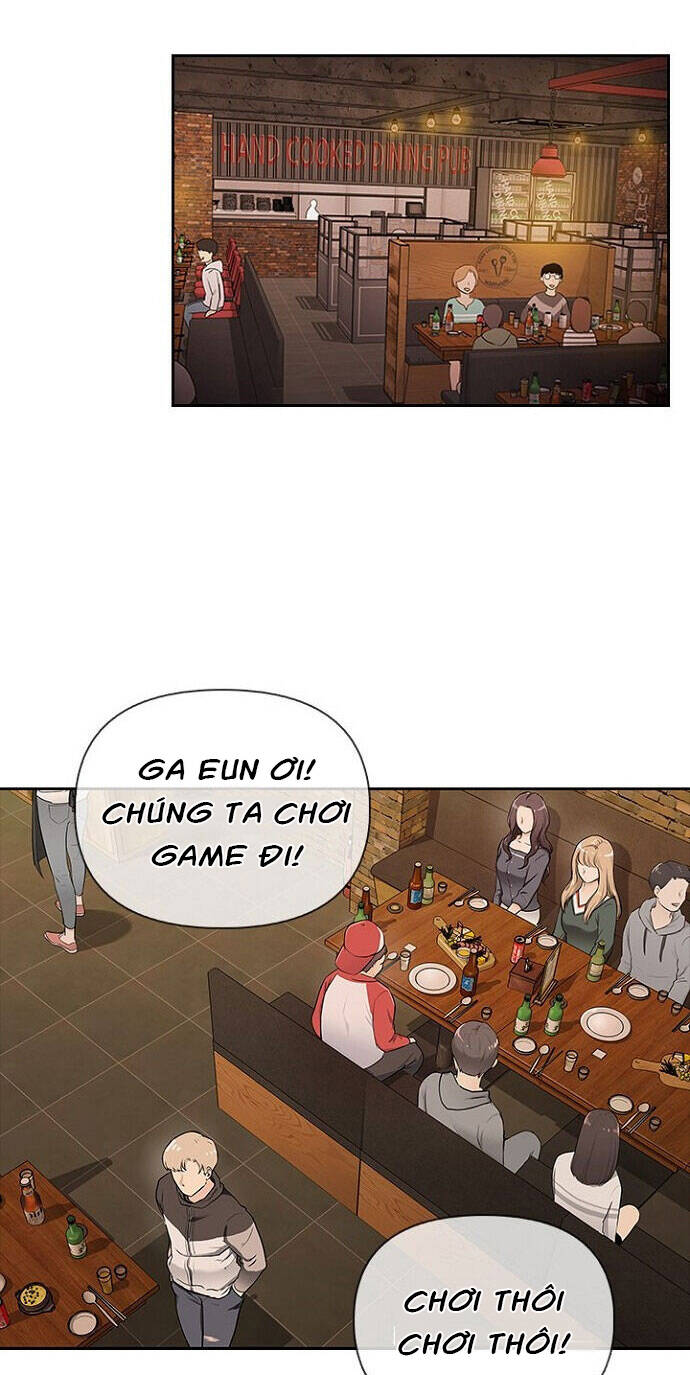 HAND COOKED DINING PUB
GA EUN ƠI!
CHÚNG TA CHƠI
GAME ĐI!
CHƠI THÔI
CHƠI THÔI!